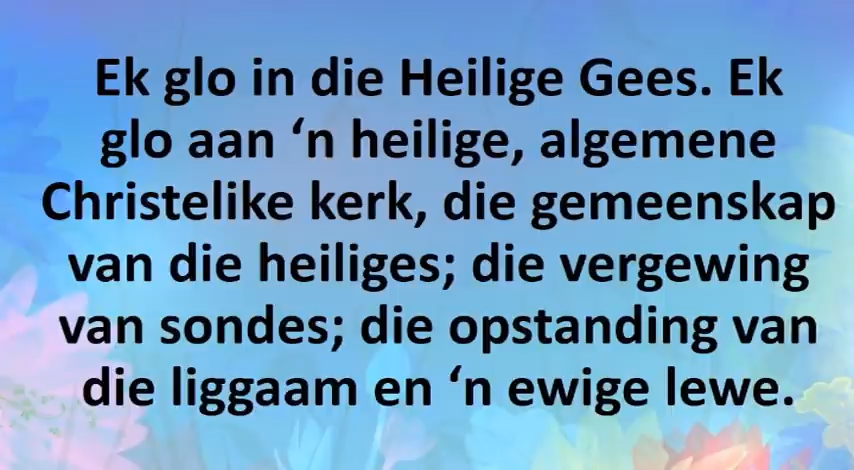 Ek glo in die Heilige Gees. Ek
glo aan ‘n heilige, algemene
Christelike kerk, die gemeenskap
van die heiliges; die vergewing
van sondes; die opstanding van
die liggaam en ‘n ewige lewe.